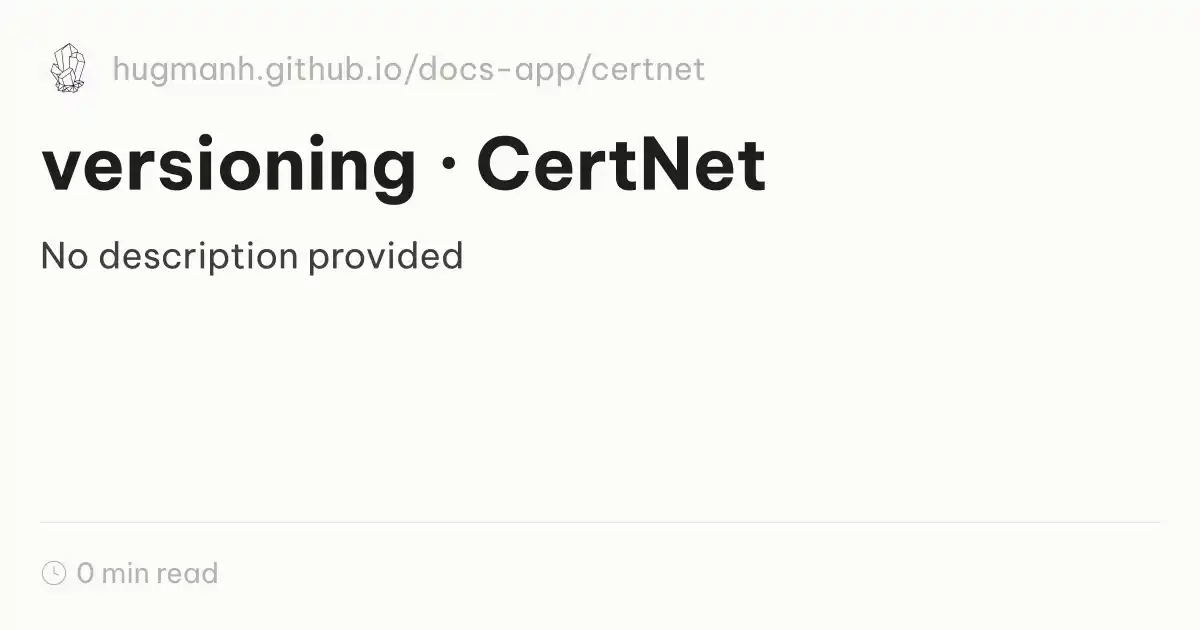 hugmanh.github.io/docs-app/certnet
versioning · CertNet
No description provided
0 min read